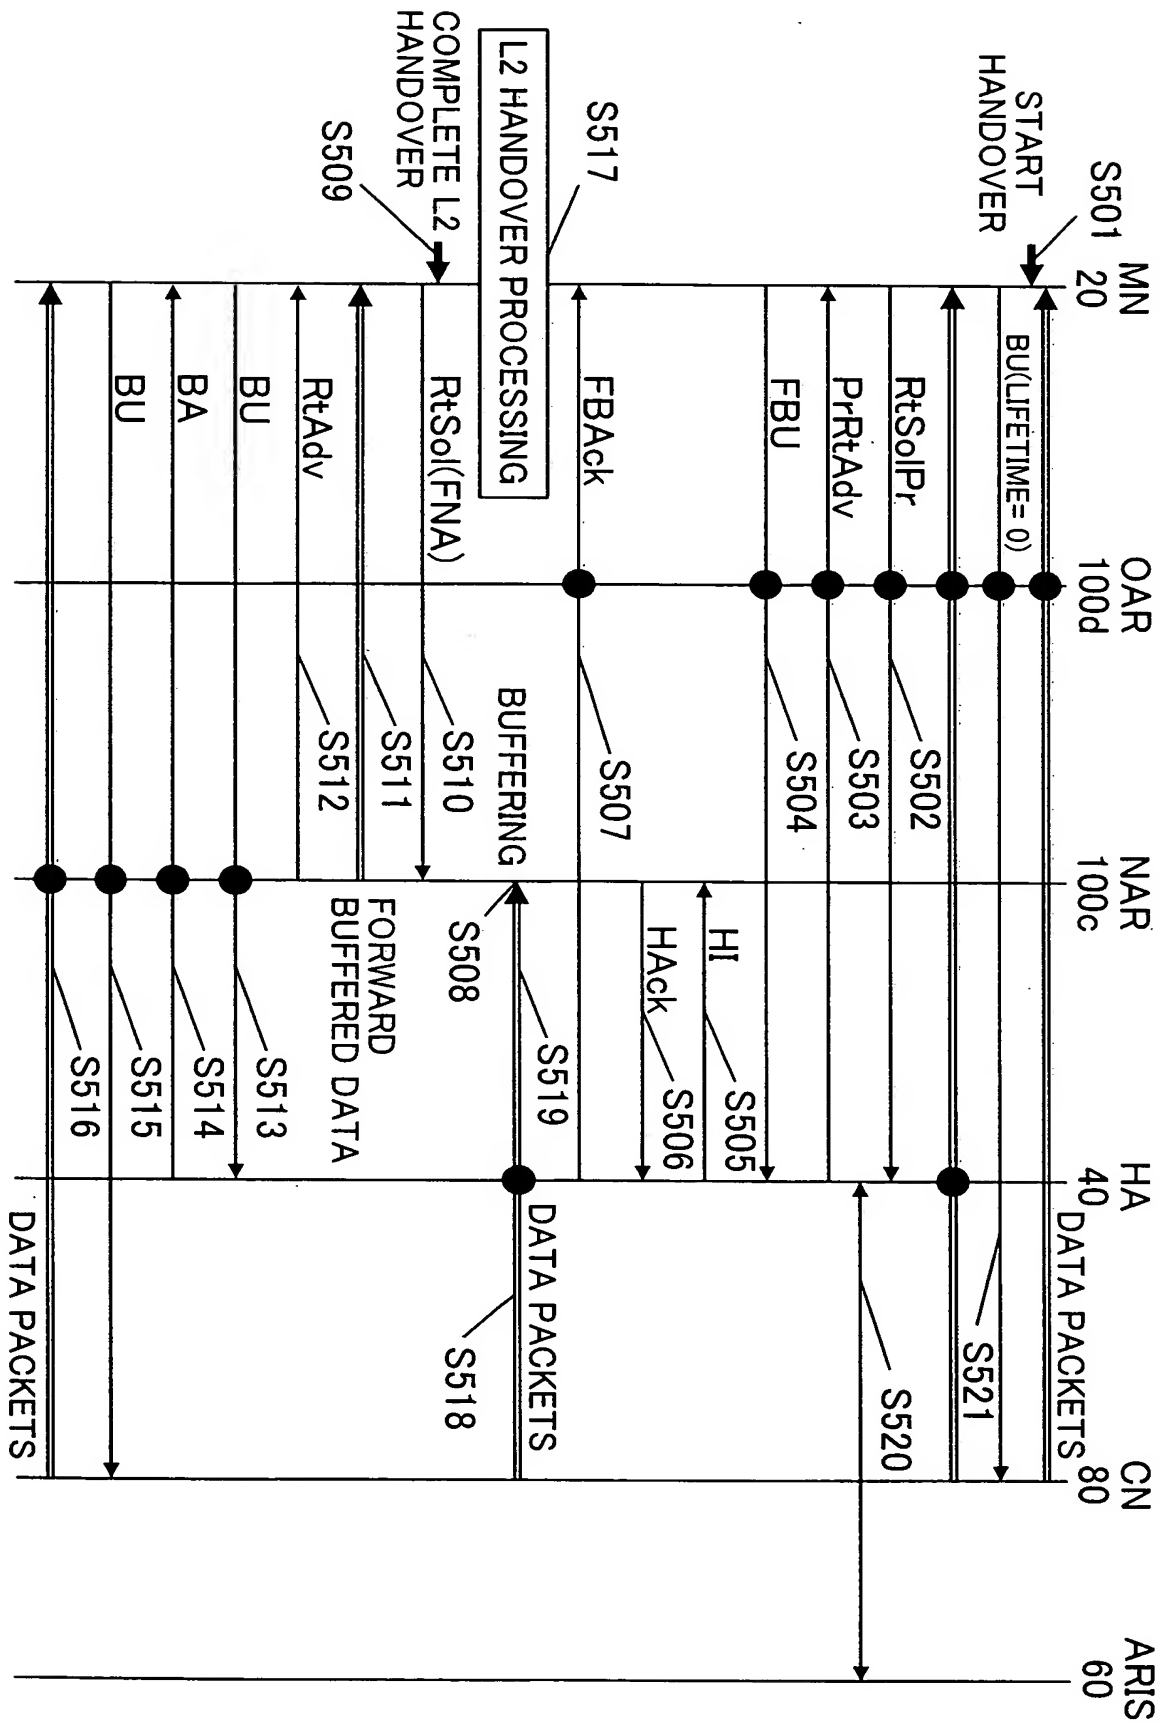 MN
20
OAR
100d
NAR
100c
HA
40
CN
80
ARIS
60
S501
START
HANDOVER
DATA PACKETS
BU(LIFETIME=0)
S521
RtSolPr
S502
PrRtAdv
S503
S520
FBU
S504
HI
S505
HAck
S506
FBAck
S507
S517
L2 HANDOVER PROCESSING
BUFFERING
S508
S519
DATA PACKETS
S518
COMPLETE L2
HANDOVER
S509
RtSol(FNA)
S510
FORWARD
BUFFERED DATA
S511
RtAdv
S512
BU
S513
BA
S514
BU
S515
S516
DATA PACKETS